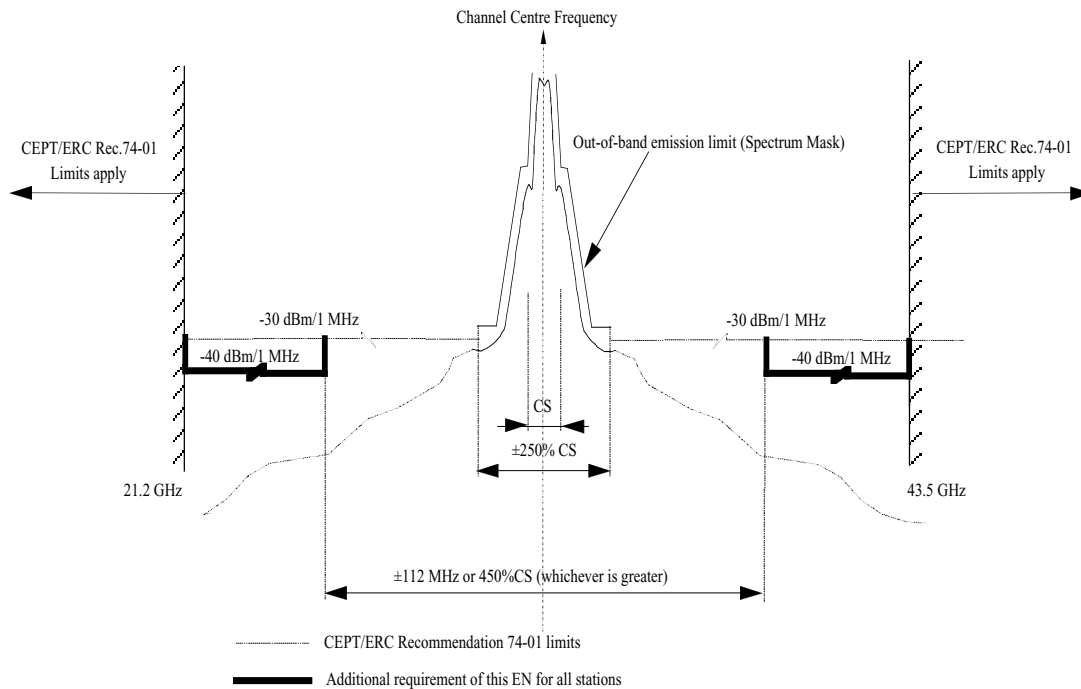 Channel Centre Frequency
Out-of-band emission limit (Spectrum Mask)
CEPT/ERC Rec.74-01
Limits apply
CEPT/ERC Rec.74-01
Limits apply
-30 dBm/1 MHz
-30 dBm/1 MHz
-40 dBm/1 MHz
-40 dBm/1 MHz
CS
±250% CS
21.2 GHz
43.5 GHz
±112 MHz or 450%CS (whichever is greater)
CEPT/ERC Recommendation 74-01 limits
Additional requirement of this EN for all stations